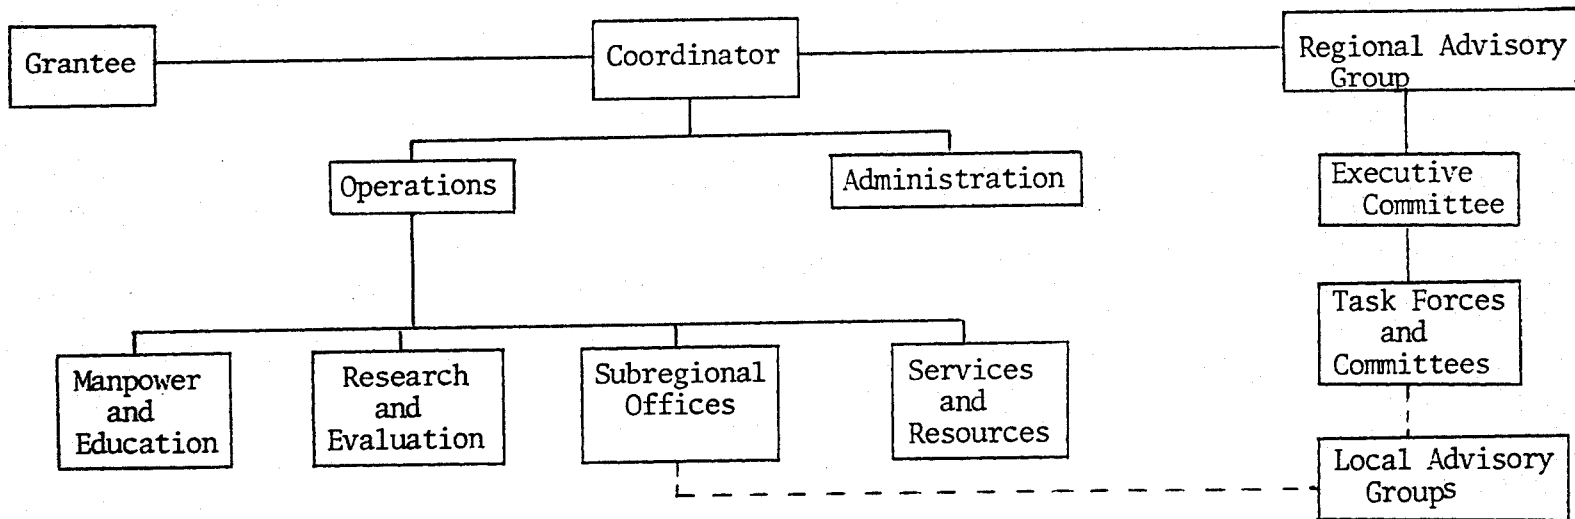 Grantee
Coordinator
Regional Advisory
Group
Operations
Administration
Executive
Committee
Task Forces
and
Committees
Manpower
and
Education
Research
and
Evaluation
Subregional
Offices
Services
and
Resources
Local Advisory
Groups